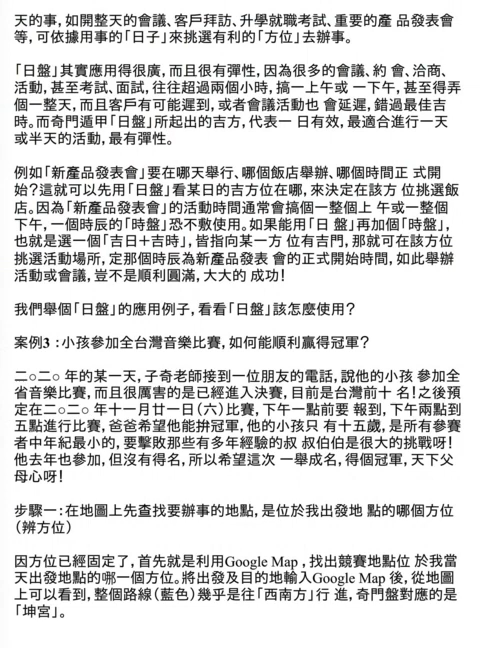 天的事，如開整天的會議、客戶拜訪、升學就職考試、重要的產 品發表會
等，可依據用事的「日子」來挑選有利的「方位」去辦事。
「日盤」其實應用得很廣，而且很有彈性，因為很多的會議、約 會、洽商、
活動，甚至考試、面試，往往超過兩個小時，搞一上午或 一下午，甚至得弄
個一整天，而且客戶有可能遲到，或者會議活動也 會延遲，錯過最佳吉
時。而奇門遁甲「日盤」所起出的吉方，代表一 日有效，最適合進行一天
或半天的活動，最有彈性。
例如「新產品發表會」要在哪天舉行、哪個飯店舉辦、哪個時間正 式開
始？這就可以先用「日盤」看某日的吉方位在哪，來決定在該方 位挑選飯
店。因為「新產品發表會」的活動時間通常會搞個一整個上 午或一整個
下午，一個時辰的「時盤」恐不敷使用。如果能用「日 盤」再加個「時盤」，
也就是選一個「吉日＋吉時」，皆指向某一方 位有吉門，那就可在該方位
挑選活動場所，定那個時辰為新產品發表 會的正式開始時間，如此舉辦
活動或會議，豈不是順利圓滿，大大的 成功！
我們舉個「日盤」的應用例子，看看「日盤」該怎麼使用？
案例3 ：小孩參加全台灣音樂比賽，如何能順利贏得冠軍？
二○二○ 年的某一天，子奇老師接到一位朋友的電話，說他的小孩 參加全
省音樂比賽，而且很厲害的是已經進入決賽，目前是台灣前十 名！之後預
定在二○二○ 年十一月廿一日（六）比賽，下午一點前要 報到，下午兩點到
五點進行比賽，爸爸希望他能拚冠軍，他的小孩只 有十五歲，是所有參賽
者中年紀最小的，要擊敗那些有多年經驗的叔 叔伯伯是很大的挑戰呀！
他去年也參加，但沒有得名，所以希望這次 一舉成名，得個冠軍，天下父
母心呀！
步驟一：在地圖上先查找要辦事的地點，是位於我出發地 點的哪個方位
（辨方位）
因方位已經固定了，首先就是利用Google Map ，找出競賽地點位 於我當
天出發地點的哪一個方位。將出發及目的地輸入Google Map 後，從地圖
上可以看到，整個路線（藍色）幾乎是往「西南方」行 進，奇門盤對應的是
「坤宮」。